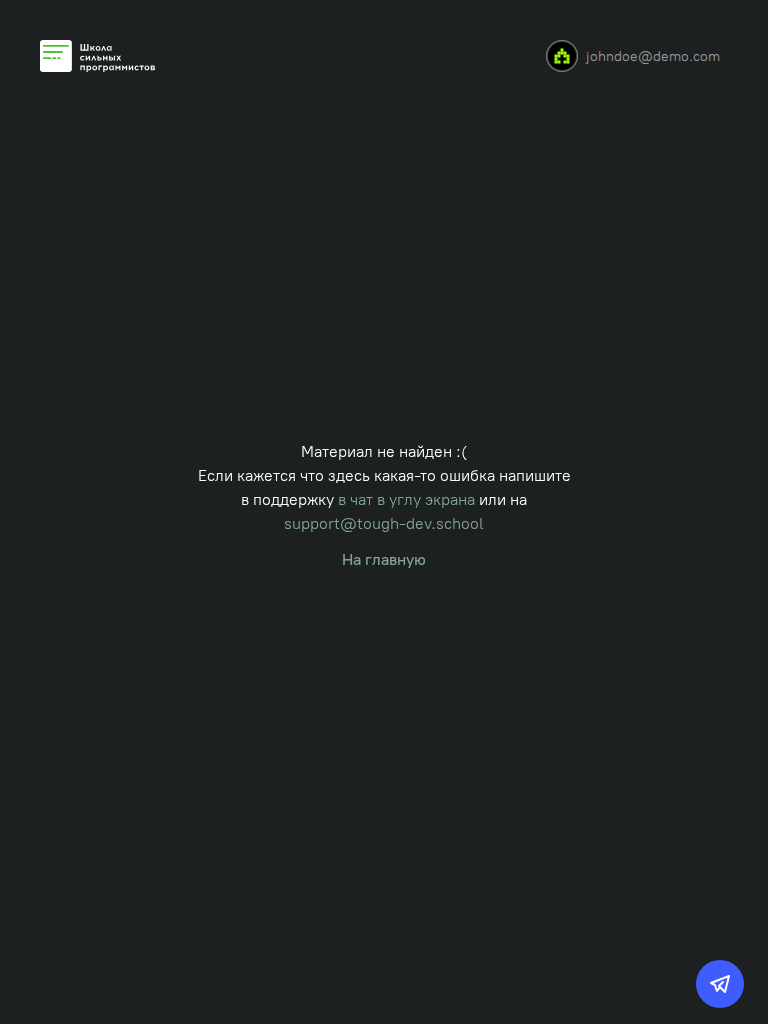 Школа
сильных
программистов
johndoe@demo.com
Материал не найден :(
Если кажется что здесь какая-то ошибка напишите
в поддержку в чат в углу экрана или на
support@tough-dev.school
На главную